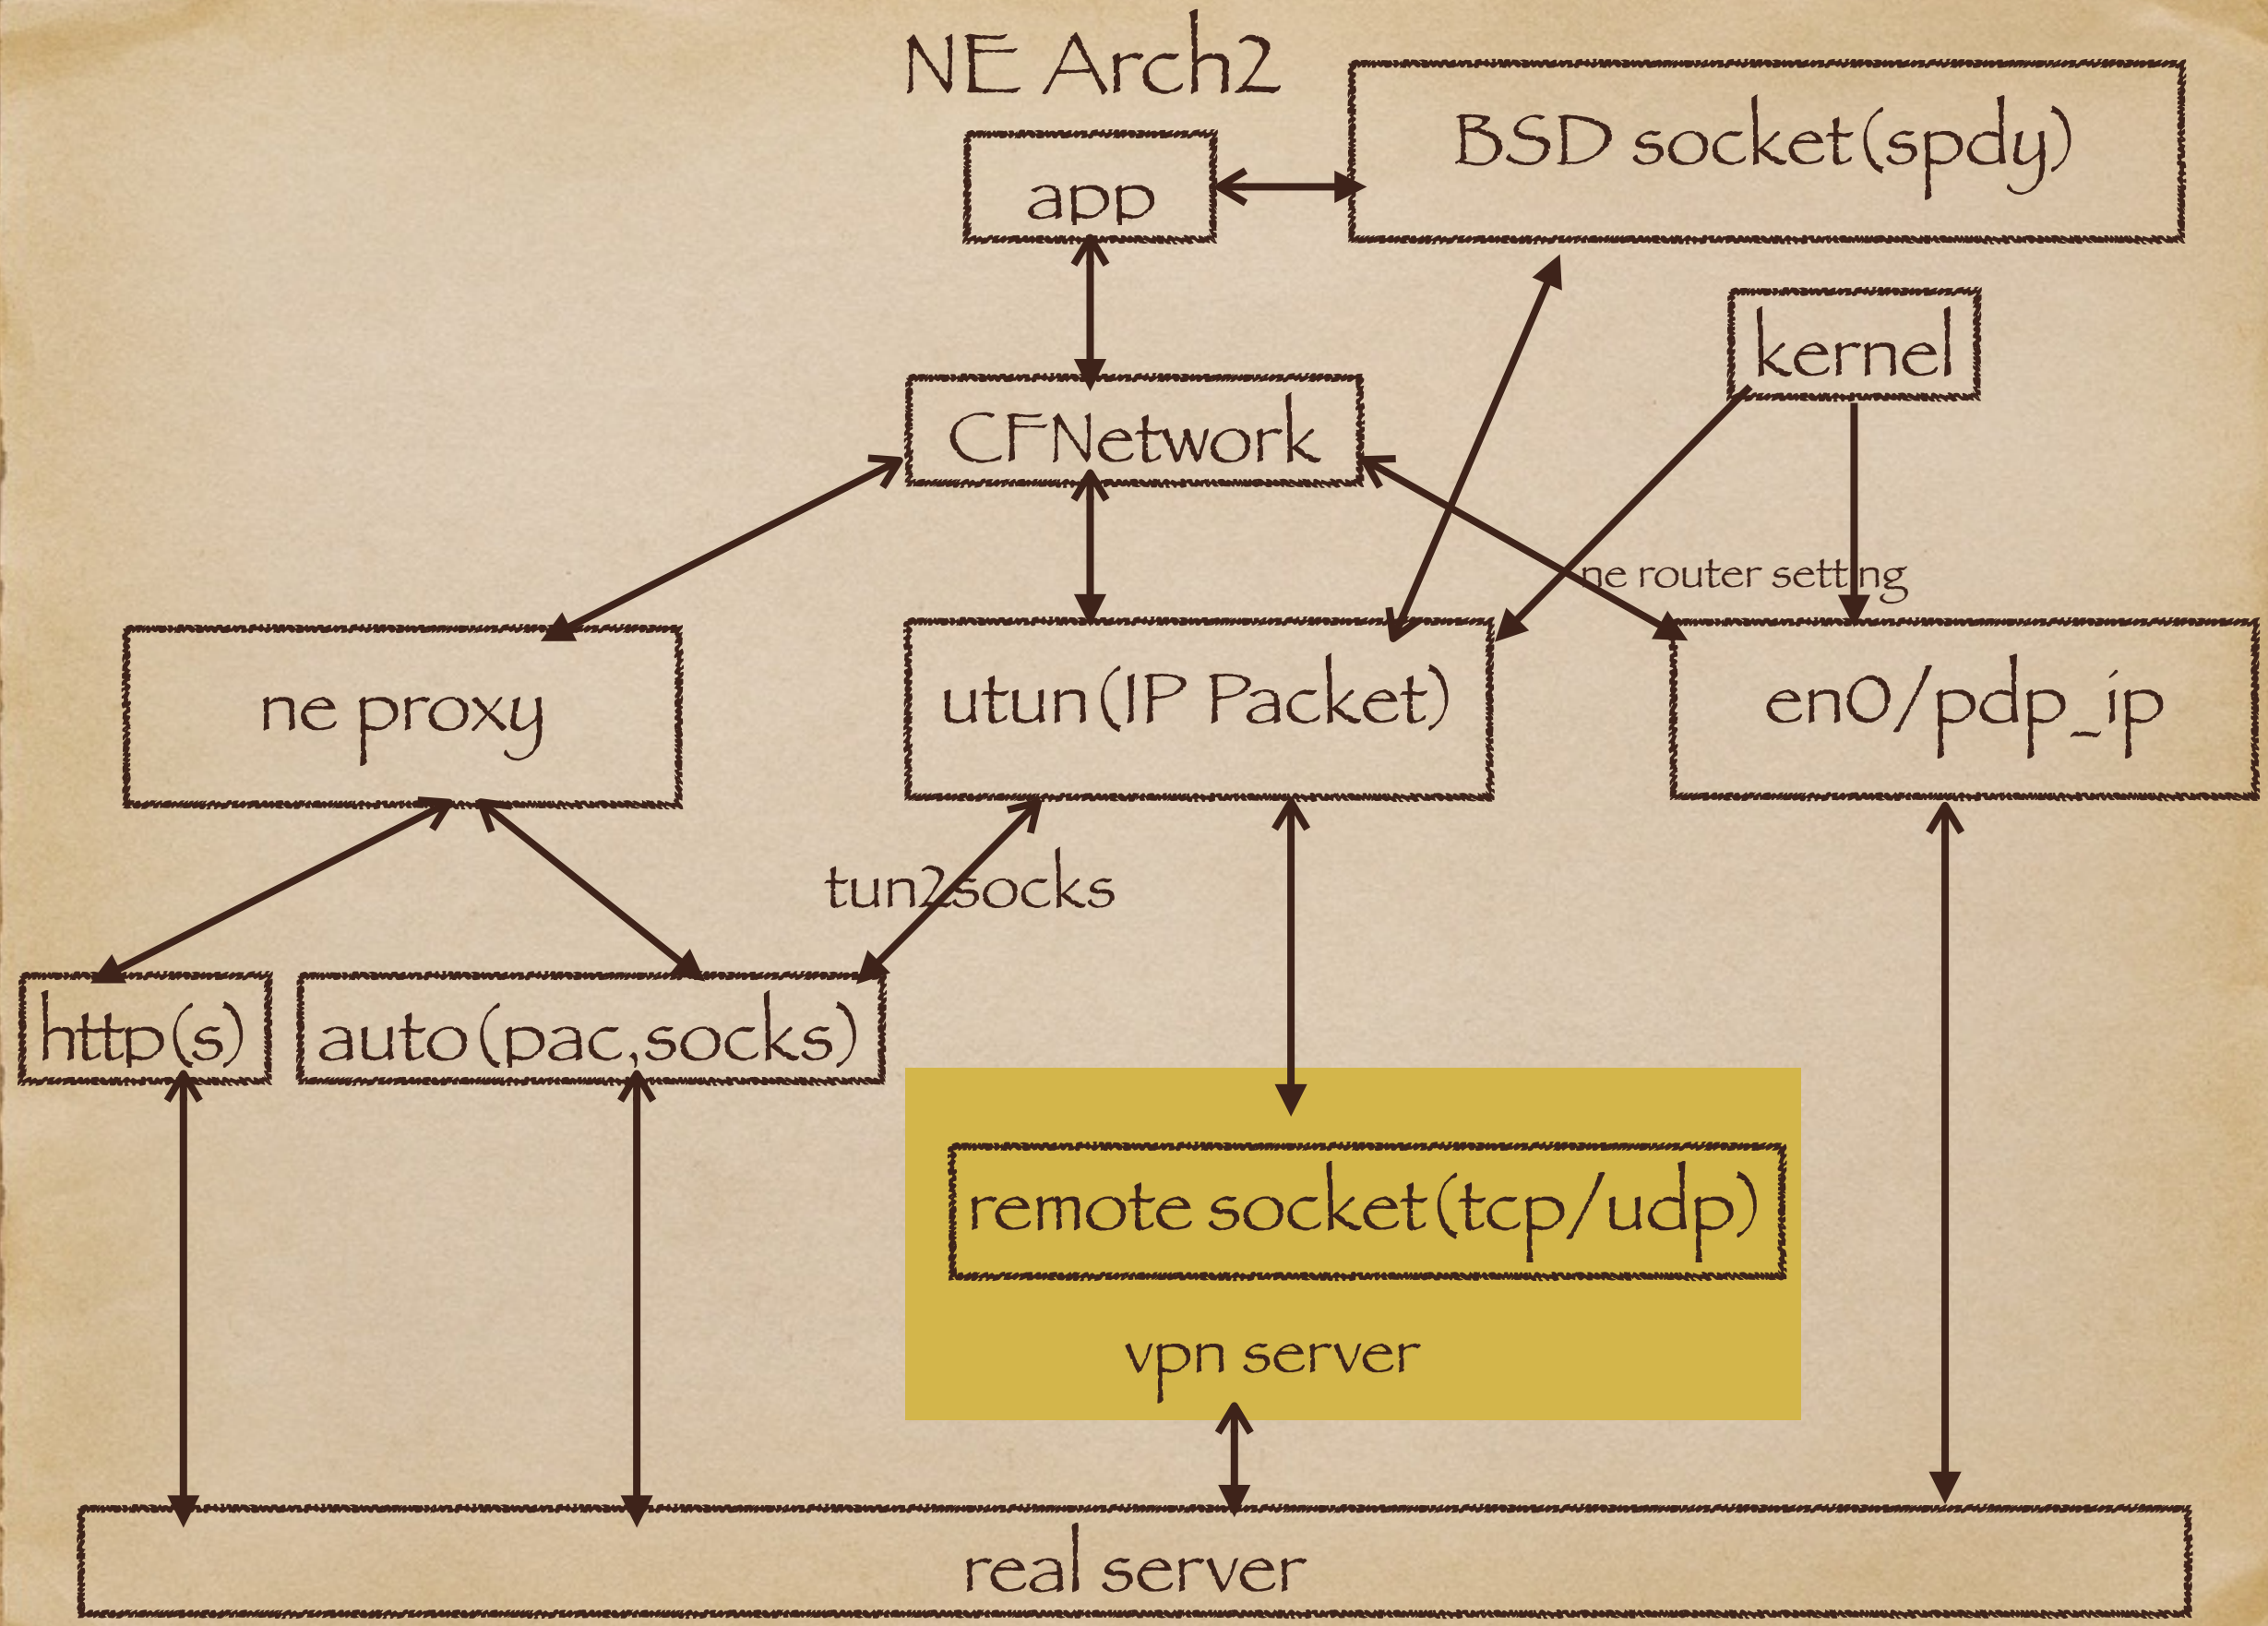 NE Arch2
BSD socket(spdy)
app
kernel
CFNetwork
ne router setting
ne proxy
utun(IP Packet)
en0/pdp_ip
tun2socks
http(s)
auto(pac,socks)
remote socket(tcp/udp)
vpn server
real server